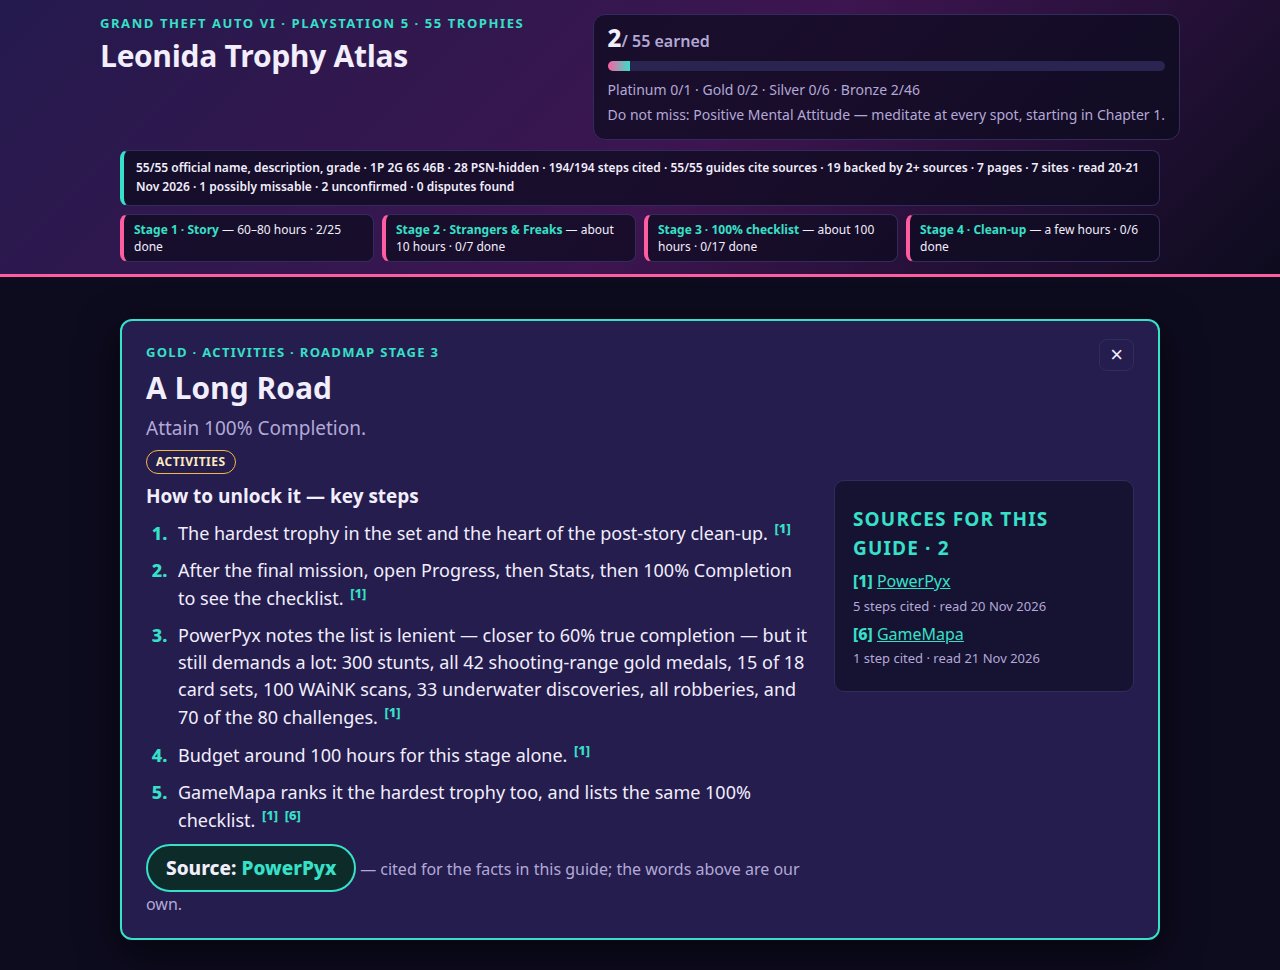 GRAND THEFT AUTO VI · PLAYSTATION 5 · 55 TROPHIES
Leonida Trophy Atlas
2/ 55 earned
Platinum 0/1 · Gold 0/2 · Silver 0/6 · Bronze 2/46
Do not miss: Positive Mental Attitude — meditate at every spot, starting in Chapter 1.
55/55 official name, description, grade · 1P 2G 6S 46B · 28 PSN-hidden · 194/194 steps cited · 55/55 guides cite sources · 19 backed by 2+ sources · 7 pages · 7 sites · read 20-21
Nov 2026 · 1 possibly missable · 2 unconfirmed · 0 disputes found
Stage 1 · Story — 60–80 hours · 2/25
done
Stage 2 · Strangers & Freaks — about
10 hours · 0/7 done
Stage 3 · 100% checklist — about 100
hours · 0/17 done
Stage 4 · Clean-up — a few hours · 0/6
done
GOLD · ACTIVITIES · ROADMAP STAGE 3
✕
A Long Road
Attain 100% Completion.
ACTIVITIES
How to unlock it — key steps
1. The hardest trophy in the set and the heart of the post-story clean-up. [1]
2. After the final mission, open Progress, then Stats, then 100% Completion
to see the checklist. [1]
3. PowerPyx notes the list is lenient — closer to 60% true completion — but it
still demands a lot: 300 stunts, all 42 shooting-range gold medals, 15 of 18
card sets, 100 WAiNK scans, 33 underwater discoveries, all robberies, and
70 of the 80 challenges. [1]
4. Budget around 100 hours for this stage alone. [1]
5. GameMapa ranks it the hardest trophy too, and lists the same 100%
checklist. [1] [6]
Source: PowerPyx — cited for the facts in this guide; the words above are our
own.
SOURCES FOR THIS
GUIDE · 2
[1] PowerPyx
5 steps cited · read 20 Nov 2026
[6] GameMapa
1 step cited · read 21 Nov 2026